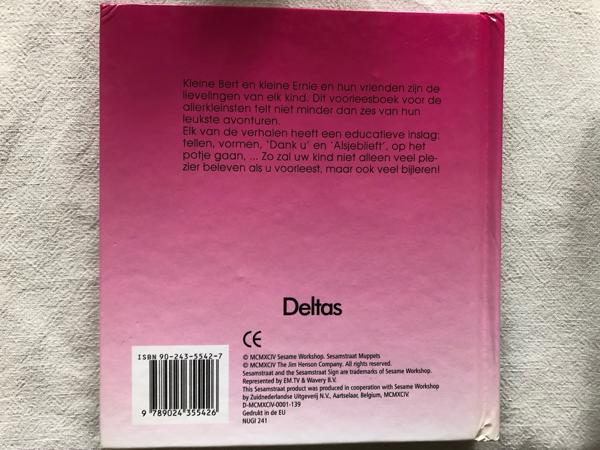 Kleine Bert en kleine Ernie en hun vrienden zijn de
lievelingen van elk kind. Dit voorleesboek voor de
allerkleinsten telt niet minder dan zes van hun
leukste avonturen.
Elk van de verhalen heeft een educatieve inslag:
tellen, vormen, 'Dank u' en 'Alsjeblieft', op het
potje gaan, ... Zo zal uw kind niet alleen veel ple-
zier beleven als u voorleest, maar ook veel bijleren!
Deltas
CE
ISBN 90-243-5542-7
9 789024 355426
© MCMXCIV Sesame Workshop. Sesamstraat Muppets
© MCMXCIV The Jim Henson Company. All rights reserved.
Sesamstraat and the Sesamstraat Sign are trademarks of Sesame Workshop.
Represented by EM.TV & Wavery B.V.
This Sesamstraat product was produced in cooperation with Sesame Workshop
by Zuidnederlandse Uitgeverij N.V., Aartselaar, Belgium, MCMXCIV.
D-MCMXCIV-0001-139
Gedrukt in de EU
NUGI 241